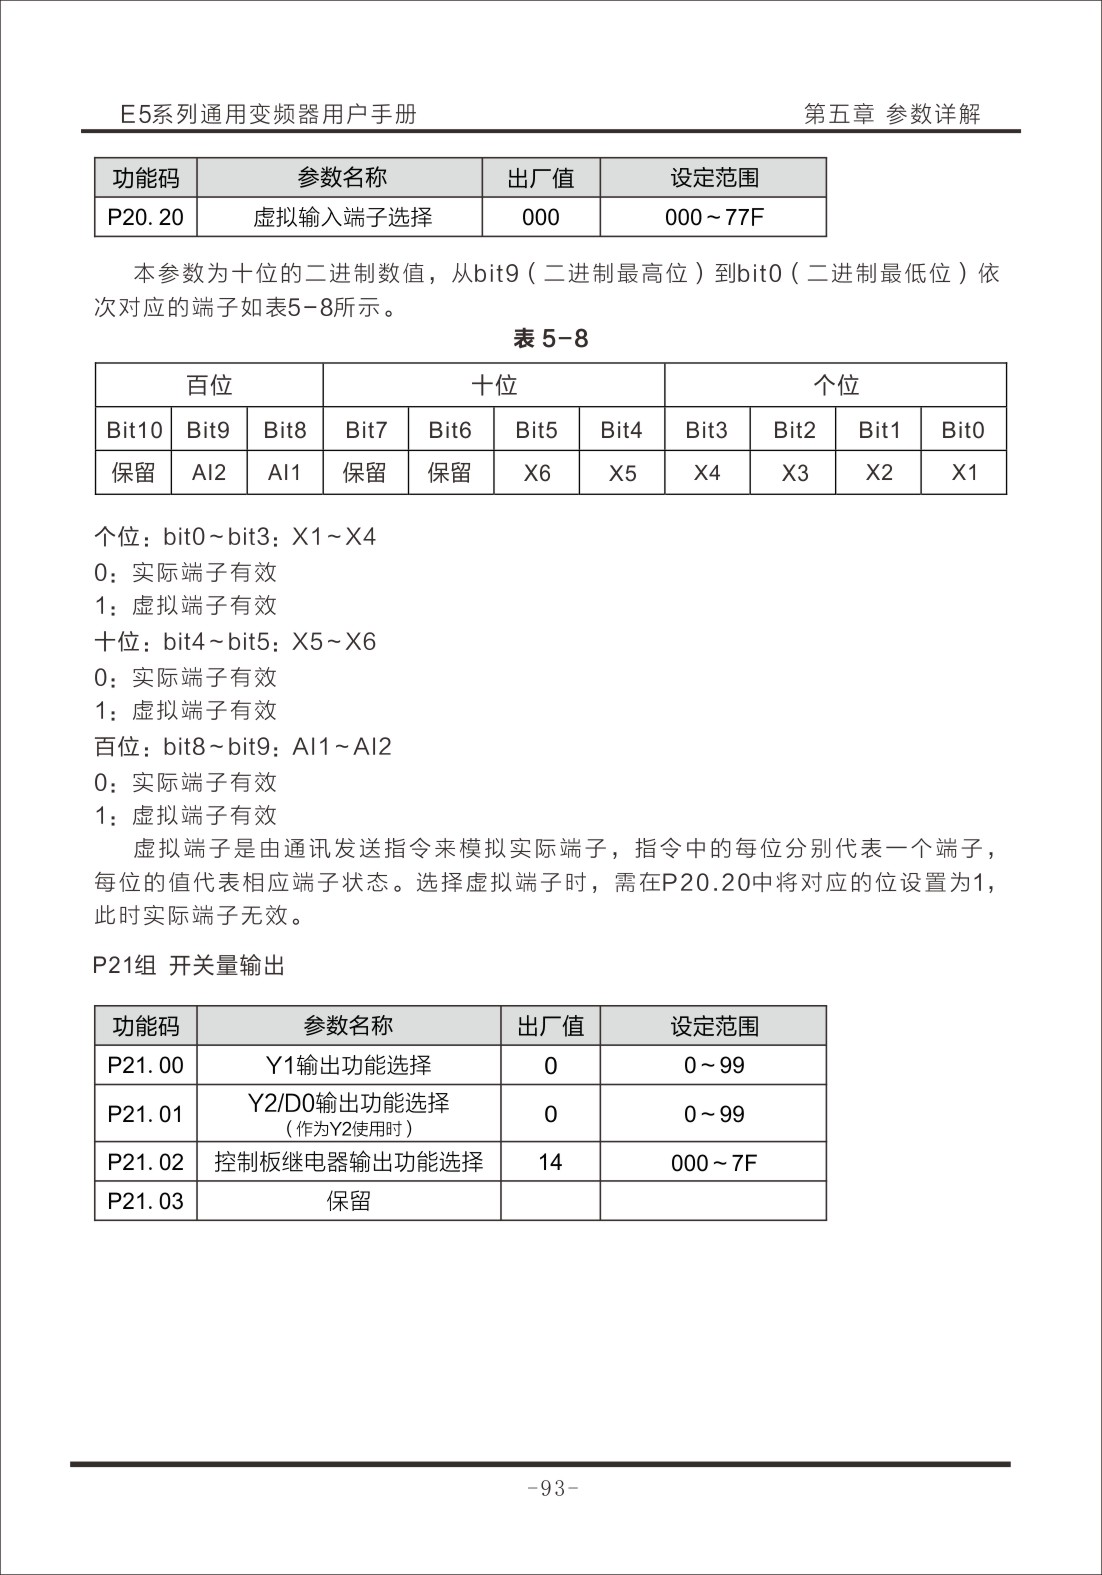 E5系列通用变频器用户手册 第五章 参数详解
功能码 参数名称 出厂值 设定范围
P20.20 虚拟输入端子选择 000 000～77F
本参数为十位的二进制数值，从bit9（二进制最高位）到bit0（二进制最低位）依
次对应的端子如表5-8所示。
表 5-8
百位 十位 个位
Bit10 Bit9 Bit8 Bit7 Bit6 Bit5 Bit4 Bit3 Bit2 Bit1 Bit0
保留 AI2 AI1 保留 保留 X6 X5 X4 X3 X2 X1
个位：bit0～bit3：X1～X4
0：实际端子有效
1：虚拟端子有效
十位：bit4～bit5：X5～X6
0：实际端子有效
1：虚拟端子有效
百位：bit8～bit9：AI1～AI2
0：实际端子有效
1：虚拟端子有效
虚拟端子是由通讯发送指令来模拟实际端子，指令中的每位分别代表一个端子，
每位的值代表相应端子状态。选择虚拟端子时，需在P20.20中将对应的位设置为1，
此时实际端子无效。
P21组 开关量输出
功能码 参数名称 出厂值 设定范围
P21.00 Y1输出功能选择 0 0～99
P21.01 Y2/D0输出功能选择 0 0～99
（作为Y2使用时）
P21.02 控制板继电器输出功能选择 14 000～7F
P21.03 保留
-93-